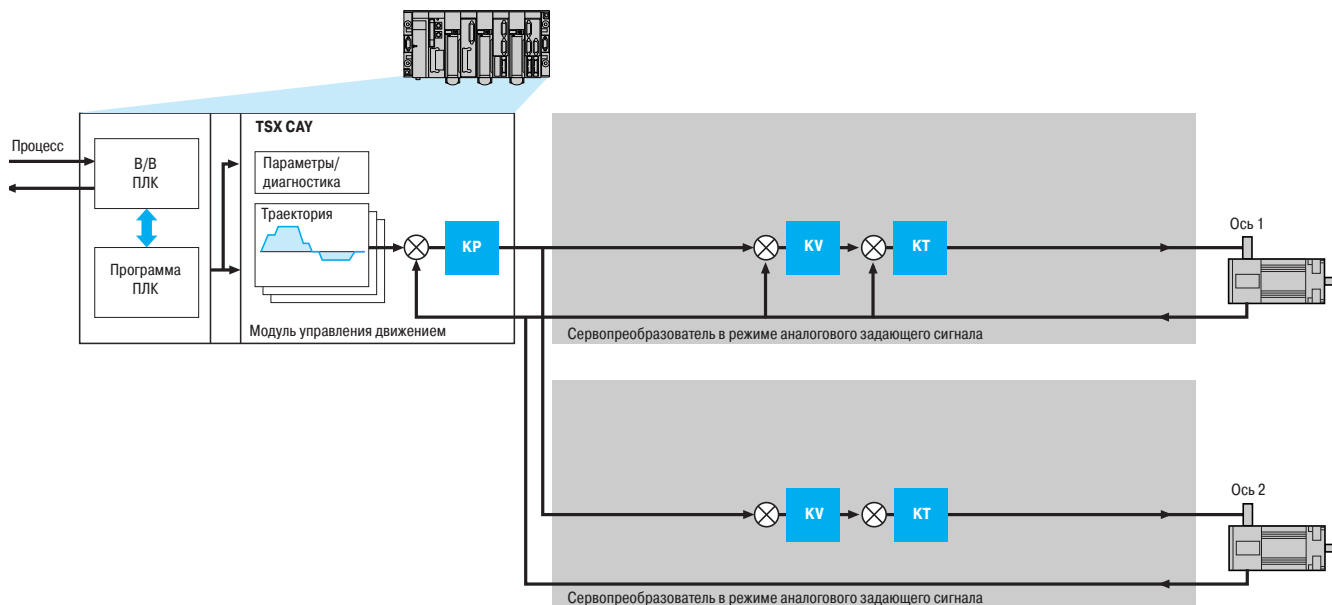 Процесс
В/В
ПЛК
Программа
ПЛК
TSX CAY
Параметры/
диагностика
Траектория
KP
Модуль управления движением
KV
KT
Ось 1
Сервопреобразователь в режиме аналогового задающего сигнала
KV
KT
Ось 2
Сервопреобразователь в режиме аналогового задающего сигнала